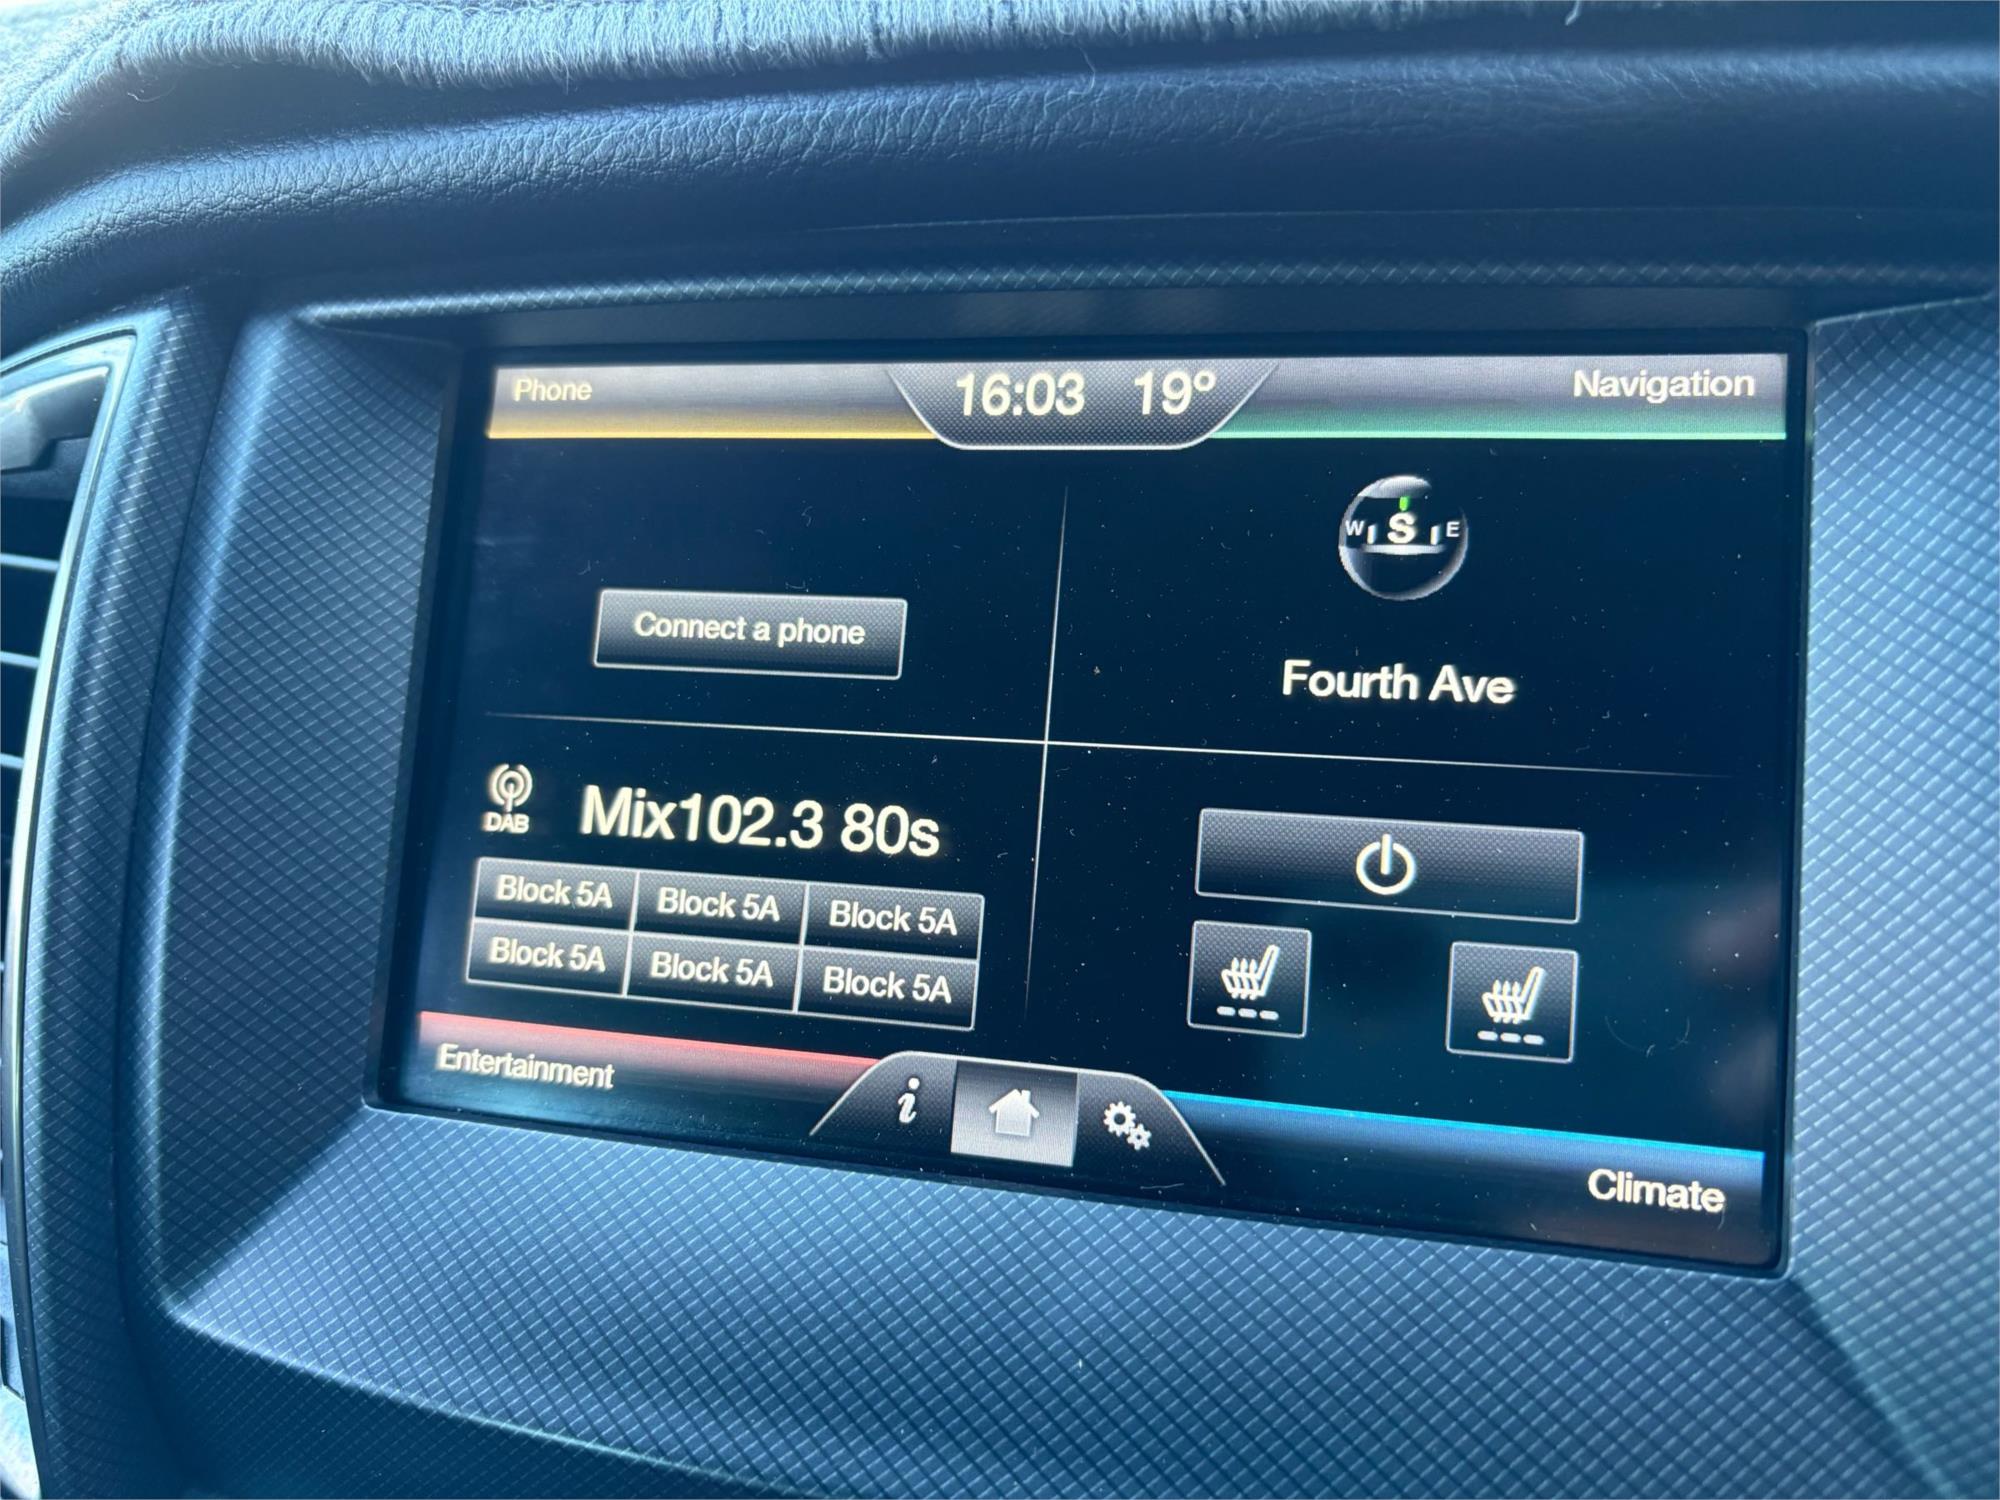 Phone
16:03 19°
Navigation
W S E
Connect a phone
Fourth Ave
DAB
Mix102.3 80s
Block 5A Block 5A Block 5A
Block 5A Block 5A Block 5A
Entertainment
i
Climate